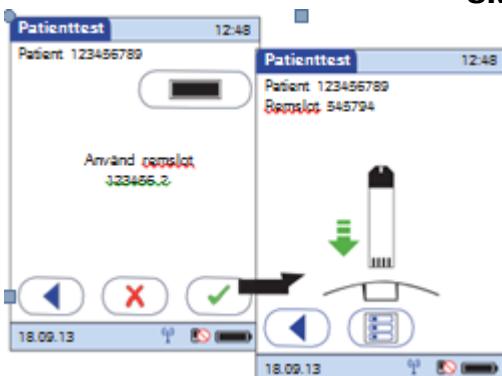 Patienttest 12:48
Patient 123456789
Använd remslot
123456.2
18.09.13
Patienttest 12:48
Patient 123456789
Remslot 545794
18.09.13